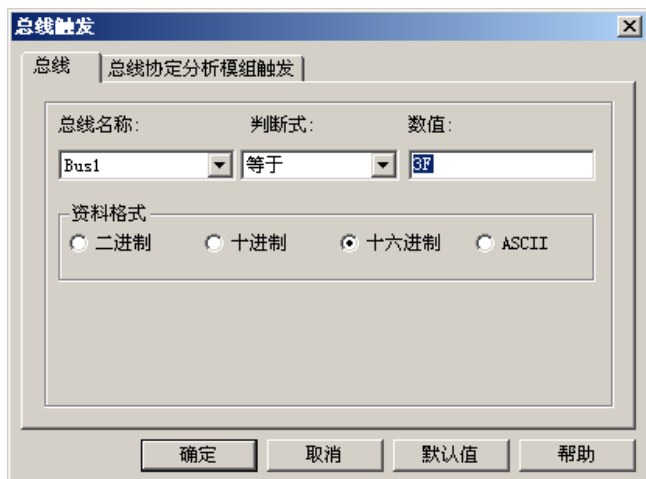 总线触发
总线 总线协定分析模组触发
总线名称: 判断式: 数值:
Bus1 等于 3F
资料格式
二进制 十进制 十六进制 ASCII
确定 取消 默认值 帮助